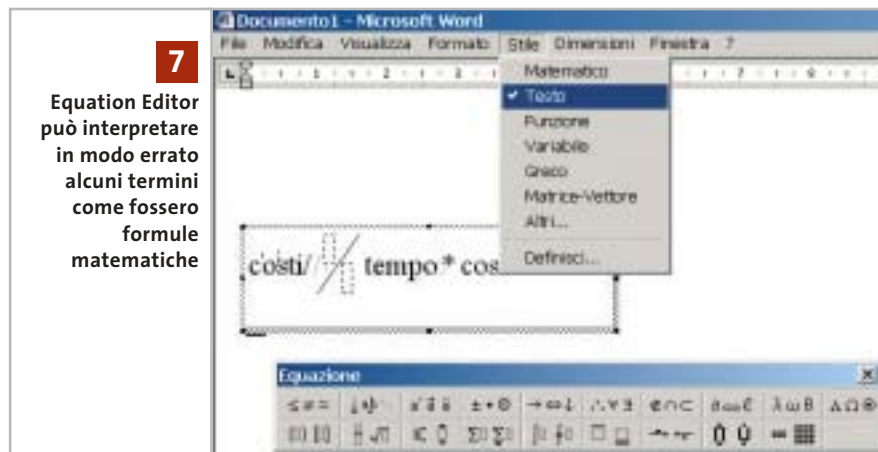 7
Equation Editor
può interpretare
in modo errato
alcuni termini
come fossero
formule
matematiche
Documento1 - Microsoft Word
File Modifica Visualizza Formato Stile Dimensioni Finestra ?
Matematico
Testo
Funzione
Variabile
Greco
Matrice-Vettore
Altri...
Definisci...
costi/ tempo * cos
Equazione